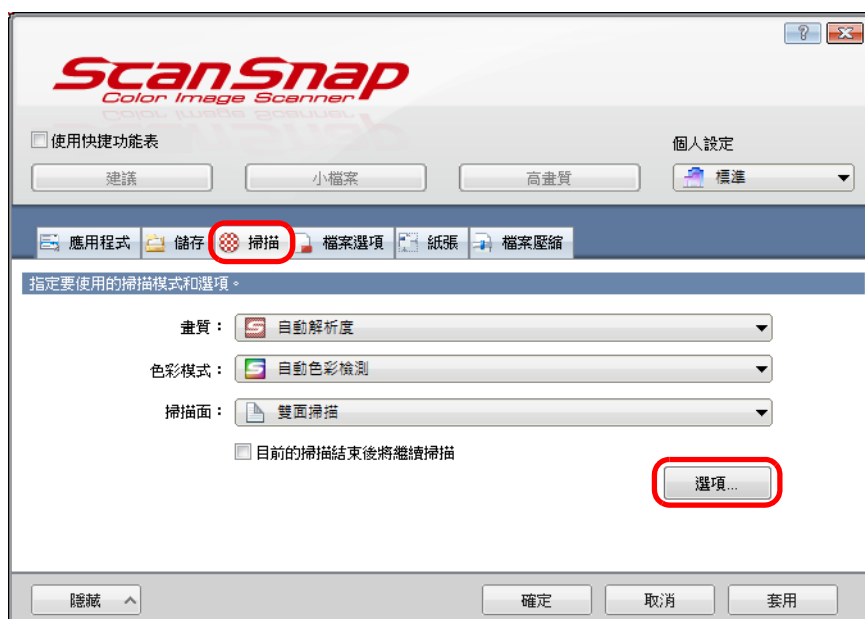 ScanSnap
Color Image Scanner
使用快捷功能表
個人設定
建議 小檔案 高畫質 標準
應用程式 儲存 掃描 檔案選項 紙張 檔案壓縮
指定要使用的掃描模式和選項。
畫質： 自動解析度
色彩模式： 自動色彩檢測
掃描面： 雙面掃描
目前的掃描結束後將繼續掃描
選項...
隱藏 確定 取消 套用